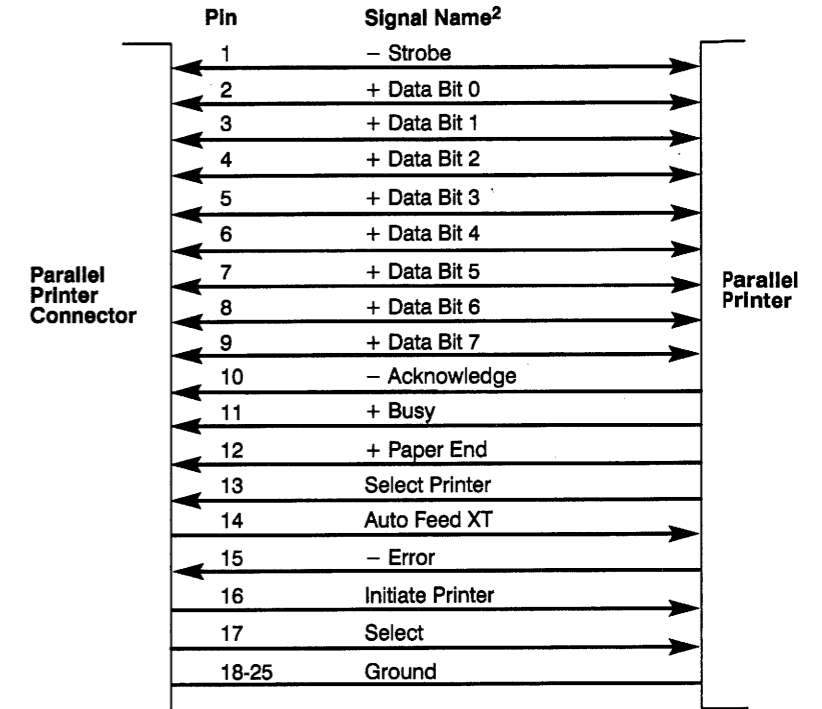 Pin Signal Name²
1 − Strobe
2 + Data Bit 0
3 + Data Bit 1
4 + Data Bit 2
5 + Data Bit 3
6 + Data Bit 4
7 + Data Bit 5
8 + Data Bit 6
9 + Data Bit 7
10 − Acknowledge
11 + Busy
12 + Paper End
13 Select Printer
14 Auto Feed XT
15 − Error
16 Initiate Printer
17 Select
18-25 Ground
Parallel
Printer
Connector
Parallel
Printer